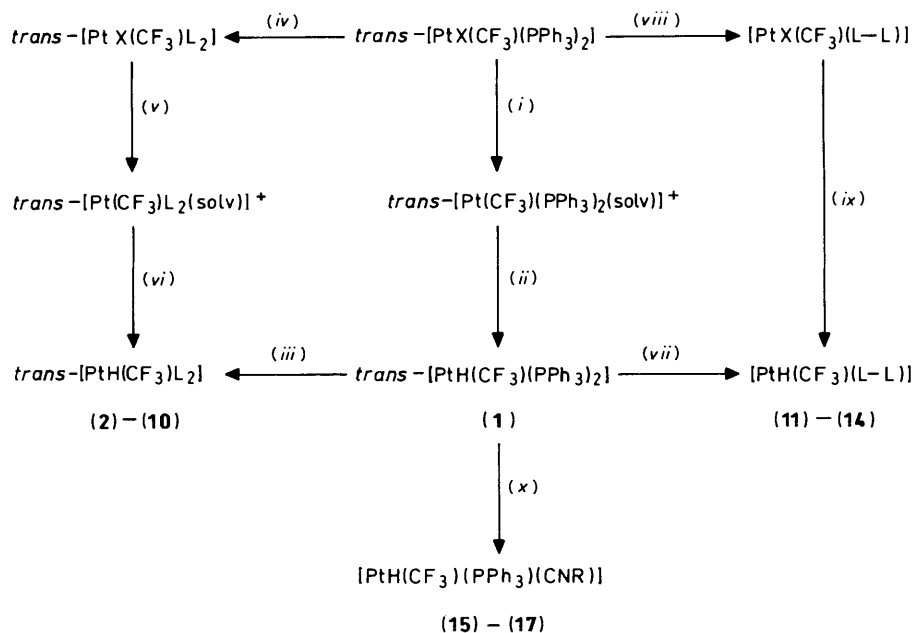 trans-[PtX(CF₃)L₂] (iv) trans-[PtX(CF₃)(PPh₃)₂] (viii) [PtX(CF₃)(L-L)]
(v) (i)
trans-[Pt(CF₃)L₂(solv)]⁺ trans-[Pt(CF₃)(PPh₃)₂(solv)]⁺ (ix)
(vi) (ii)
trans-[PtH(CF₃)L₂] (iii) trans-[PtH(CF₃)(PPh₃)₂] (vii) [PtH(CF₃)(L-L)]
(2)-(10) (1) (11)-(14)
(x)
[PtH(CF₃)(PPh₃)(CNR)]
(15)-(17)